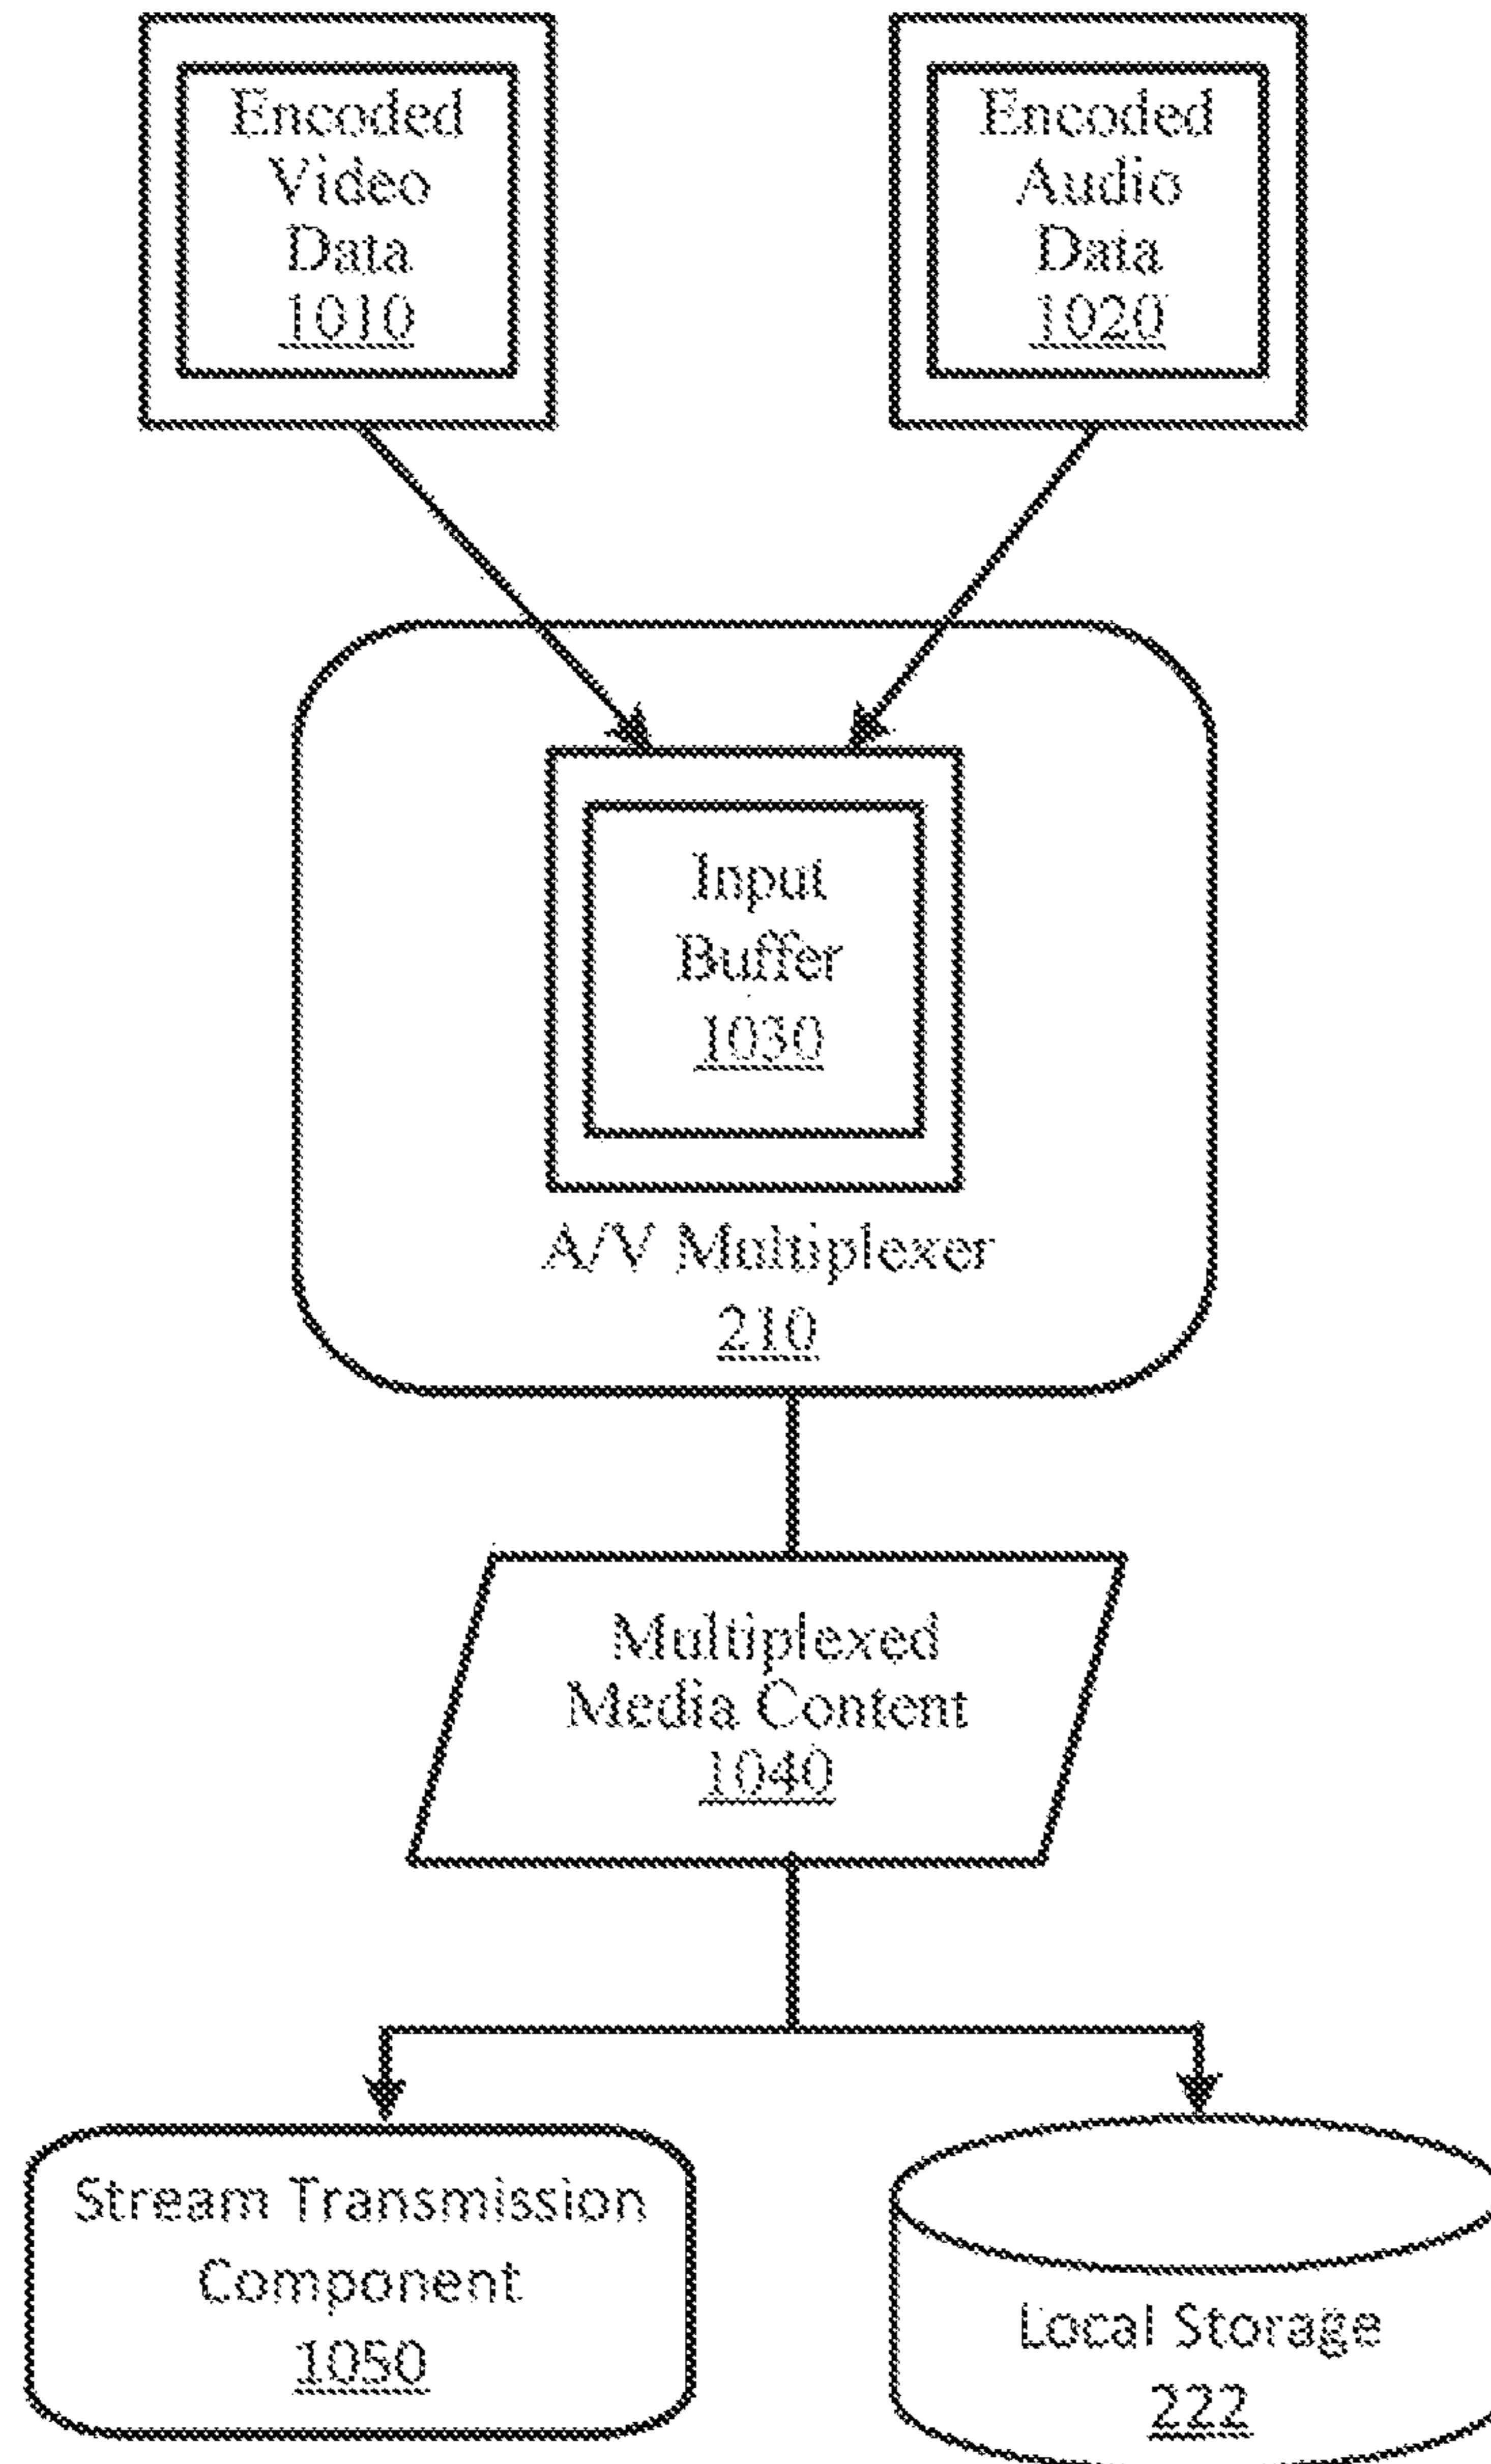 Encoded
Video
Data
1010
Encoded
Audio
Data
1020
Input
Buffer
1030
A/V Multiplexer
210
Multiplexed
Media Content
1040
Stream Transmission
Component
1050
Local Storage
222